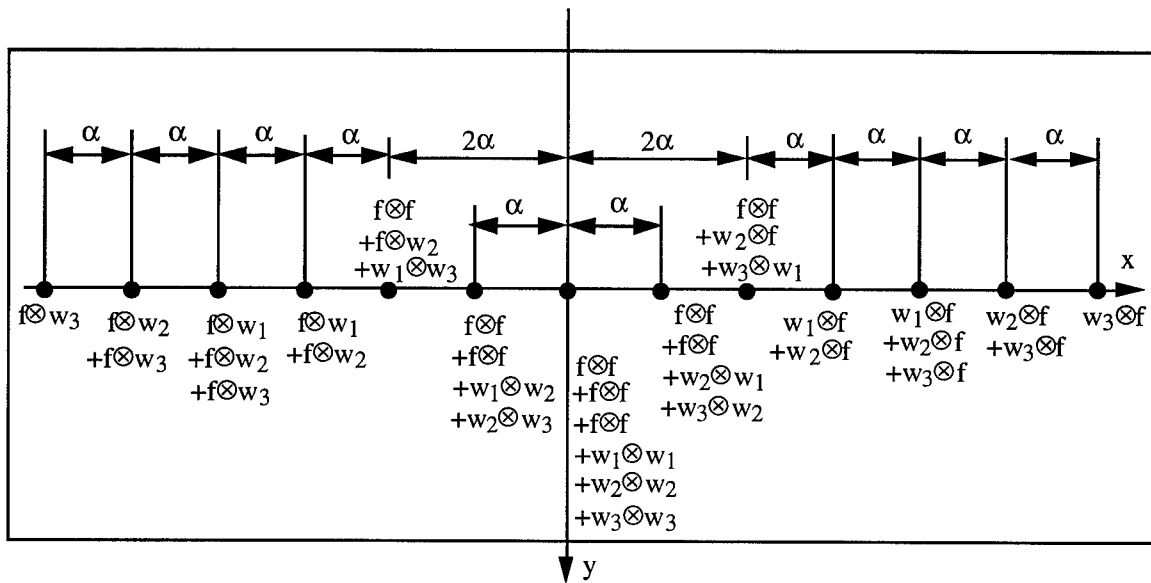 α α α α 2α 2α α α α α
α α
f⊗f
+f⊗w₂
+w₁⊗w₃
f⊗f
+w₂⊗f
+w₃⊗w₁
x
f⊗w₃
f⊗w₂
+f⊗w₃
f⊗w₁
+f⊗w₂
+f⊗w₃
f⊗w₁
+f⊗w₂
f⊗f
+f⊗f
+w₁⊗w₂
+w₂⊗w₃
f⊗f
+f⊗f
+f⊗f
+w₁⊗w₁
+w₂⊗w₂
+w₃⊗w₃
f⊗f
+f⊗f
+w₂⊗w₁
+w₃⊗w₂
w₁⊗f
+w₂⊗f
w₁⊗f
+w₂⊗f
+w₃⊗f
w₂⊗f
+w₃⊗f
w₃⊗f
y